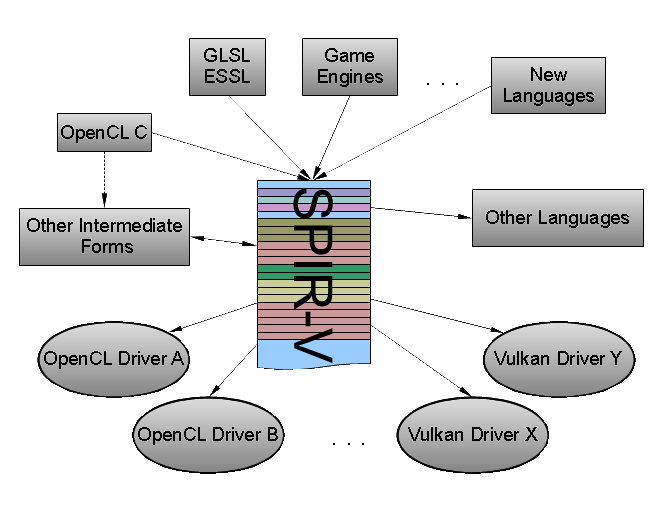 GLSL
ESSL
Game
Engines
. . .
New
Languages
OpenCL C
Other Intermediate
Forms
SPIR-V
Other Languages
OpenCL Driver A
Vulkan Driver Y
OpenCL Driver B
. . .
Vulkan Driver X